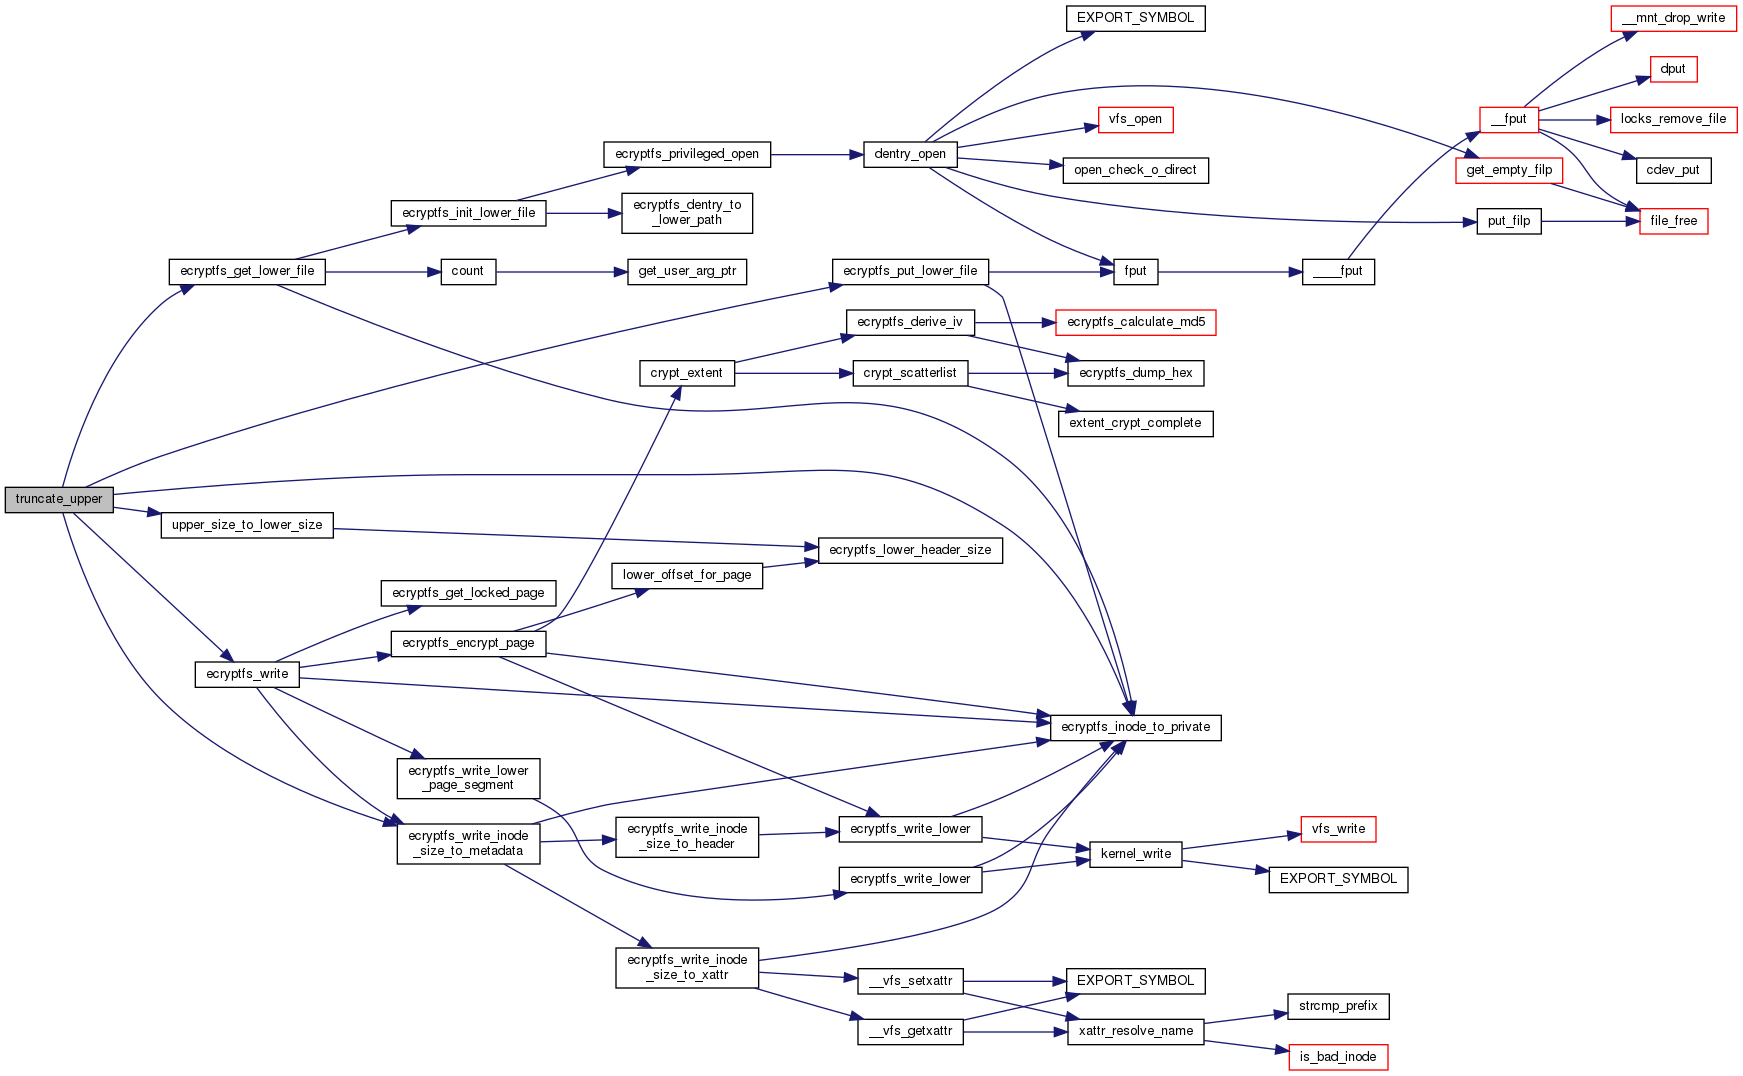 EXPORT_SYMBOL
__mnt_drop_write
dput
vfs_open
__fput
locks_remove_file
ecryptfs_privileged_open
dentry_open
open_check_o_direct
get_empty_filp
cdev_put
ecryptfs_init_lower_file
ecryptfs_dentry_to
_lower_path
put_filp
file_free
ecryptfs_get_lower_file
count
get_user_arg_ptr
ecryptfs_put_lower_file
fput
____fput
ecryptfs_derive_iv
ecryptfs_calculate_md5
crypt_extent
crypt_scatterlist
ecryptfs_dump_hex
extent_crypt_complete
truncate_upper
upper_size_to_lower_size
ecryptfs_lower_header_size
lower_offset_for_page
ecryptfs_get_locked_page
ecryptfs_encrypt_page
ecryptfs_write
ecryptfs_inode_to_private
ecryptfs_write_lower
_page_segment
ecryptfs_write_inode
_size_to_metadata
ecryptfs_write_inode
_size_to_header
ecryptfs_write_lower
vfs_write
kernel_write
ecryptfs_write_lower
EXPORT_SYMBOL
ecryptfs_write_inode
_size_to_xattr
__vfs_setxattr
EXPORT_SYMBOL
strcmp_prefix
__vfs_getxattr
xattr_resolve_name
is_bad_inode